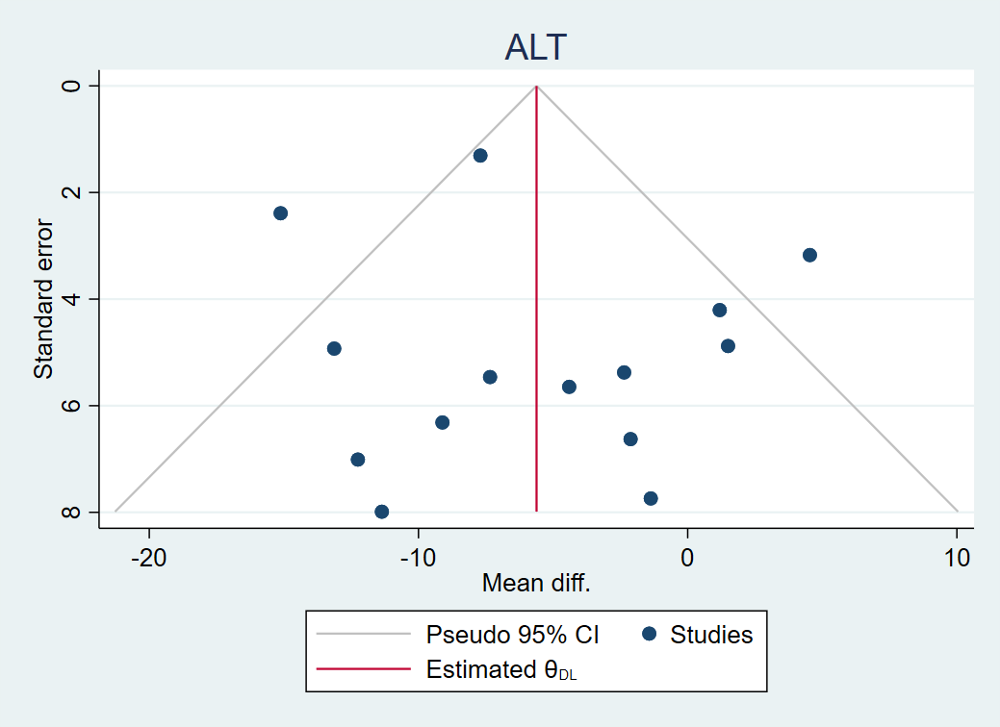 ALT
0
2
4
6
8
Standard error
-20 -10 0 10
Mean diff.
Pseudo 95% CI Studies
Estimated θDL